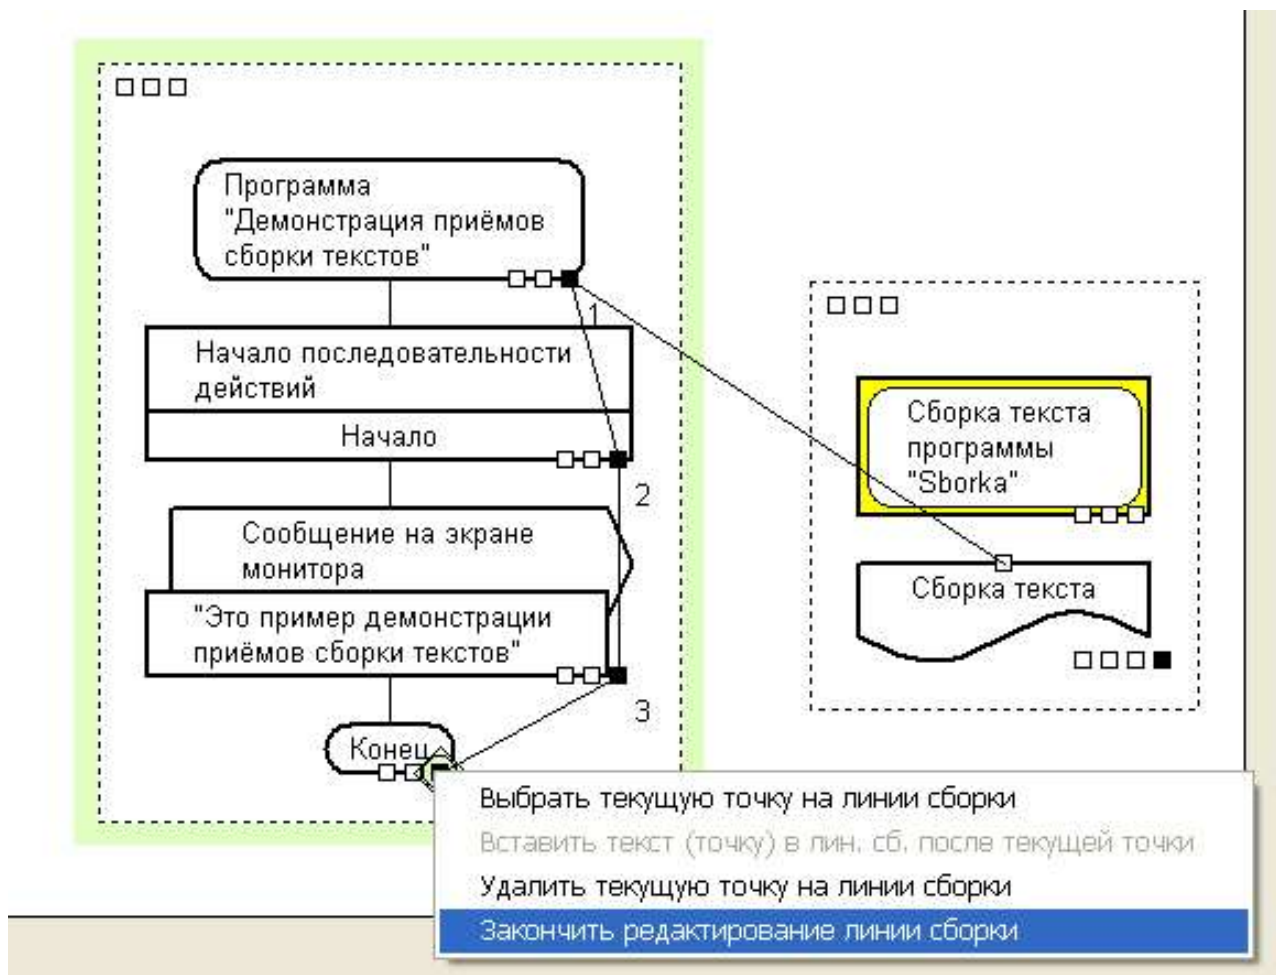 Программа
"Демонстрация приёмов
сборки текстов"
1
Начало последовательности
действий
Начало
2
Сообщение на экране
монитора
"Это пример демонстрации
приёмов сборки текстов"
3
Конец
Сборка текста
программы
"Sborka"
Сборка текста
Выбрать текущую точку на линии сборки
Вставить текст (точку) в лин. сб. после текущей точки
Удалить текущую точку на линии сборки
Закончить редактирование линии сборки